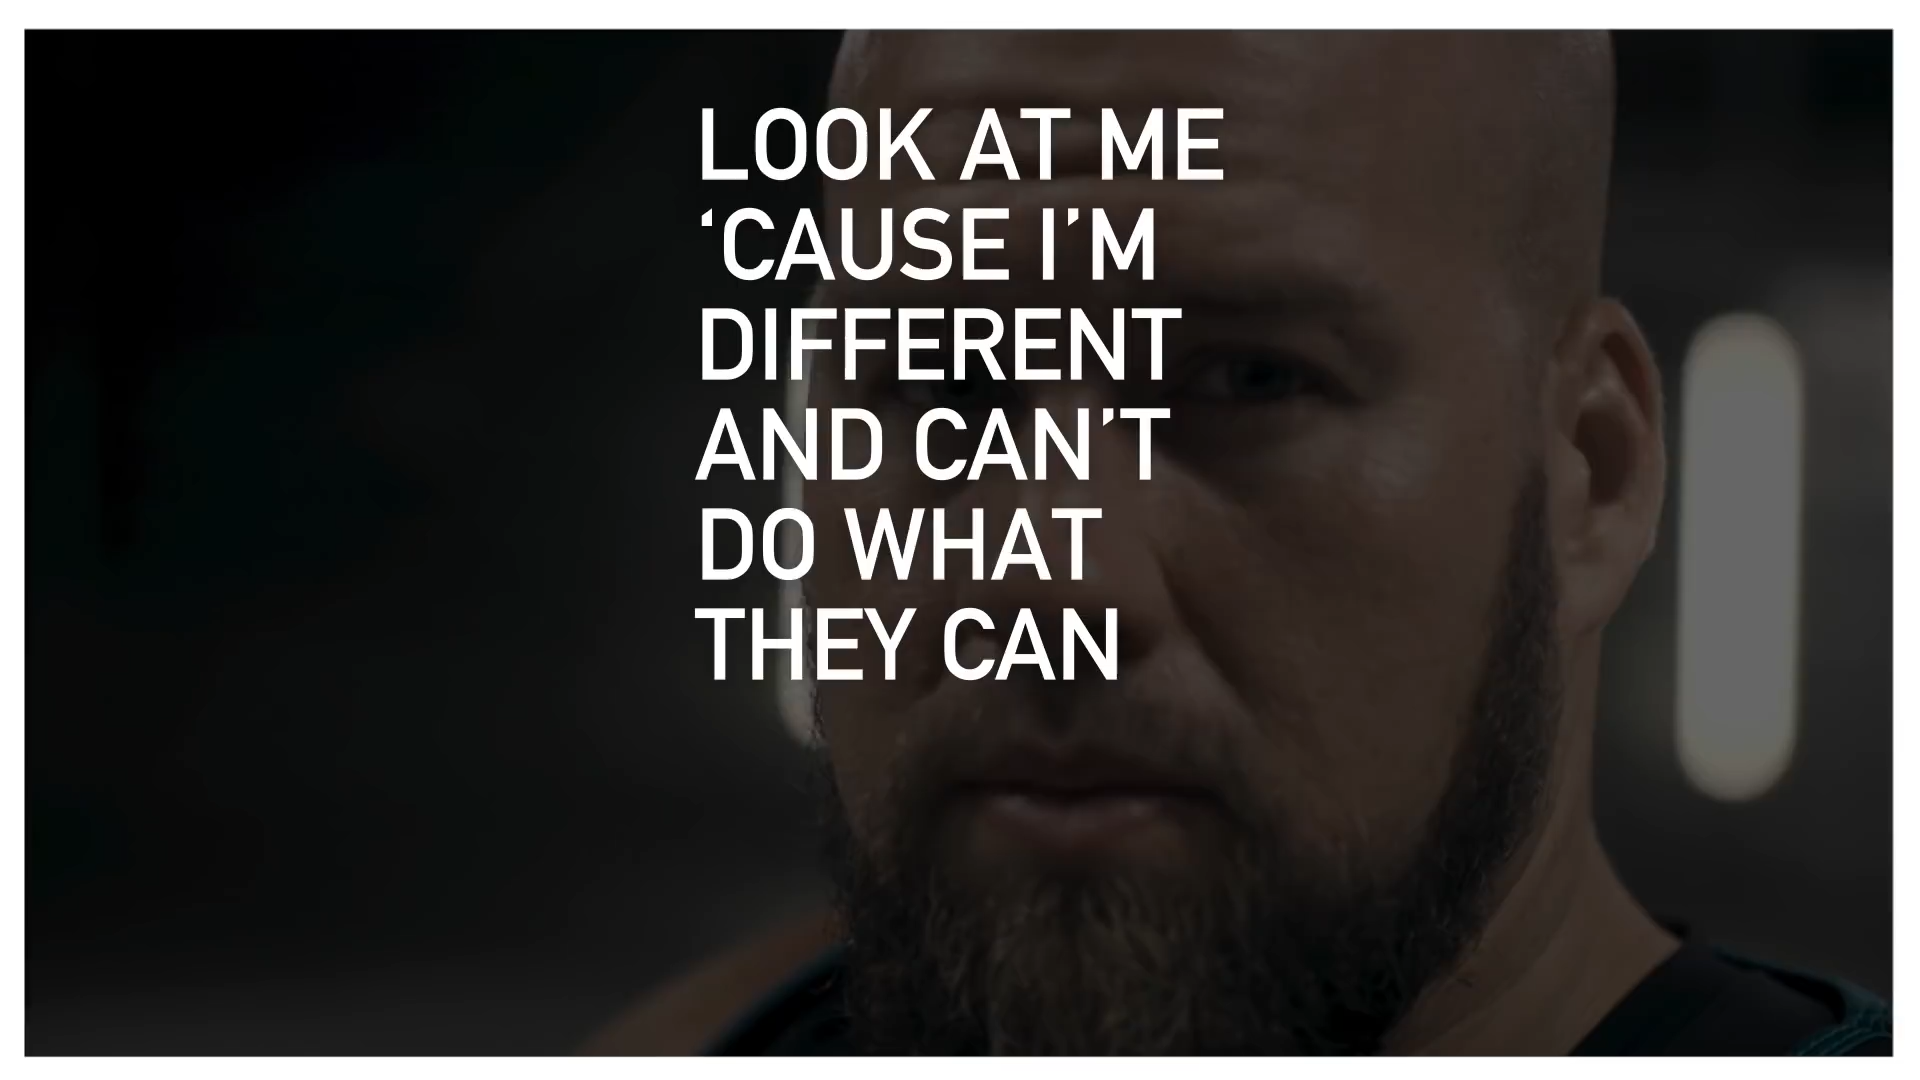 LOOK AT ME
‘CAUSE I’M
DIFFERENT
AND CAN’T
DO WHAT
THEY CAN